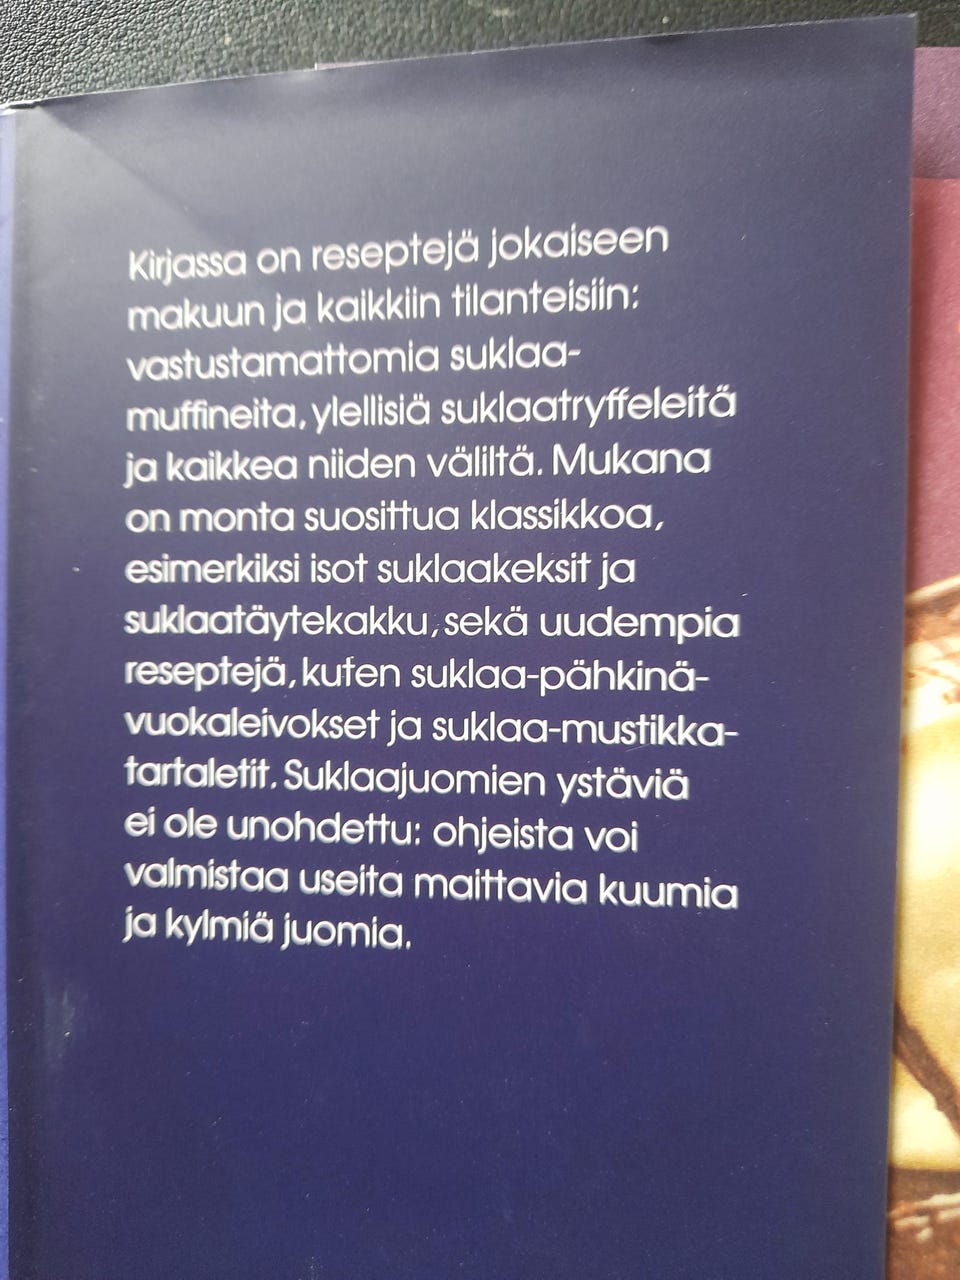 Kirjassa on reseptejä jokaiseen
makuun ja kaikkiin tilanteisiin:
vastustamattomia suklaa-
muffineita, ylellisiä suklaatryffeleitä
ja kaikkea niiden väliltä. Mukana
on monta suosittua klassikkoa,
esimerkiksi isot suklaakeksit ja
suklaatäytekakku, sekä uudempia
reseptejä, kuten suklaa-pähkinä-
vuokaleivokset ja suklaa-mustikka-
tartaletit. Suklaajuomien ystäviä
ei ole unohdettu: ohjeista voi
valmistaa useita maittavia kuumia
ja kylmiä juomia.